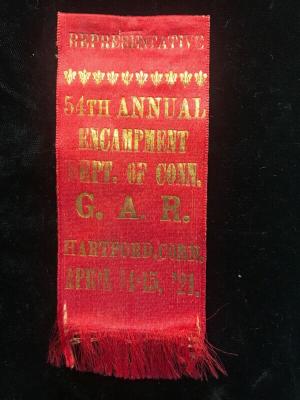 REPRESENTATIVE
54TH ANNUAL
ENCAMPMENT
DEPT. OF CONN.
G. A. R.
HARTFORD, CONN.
APRIL 14-15, '21.